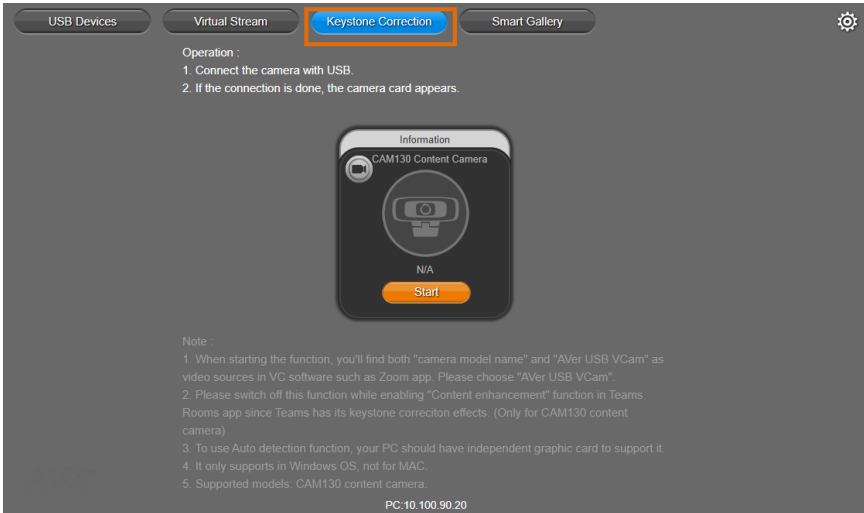 USB Devices
Virtual Stream
Keystone Correction
Smart Gallery
Operation :
1. Connect the camera with USB.
2. If the connection is done, the camera card appears.
Information
CAM130 Content Camera
N/A
Start
Note :
1. When starting the function, you'll find both "camera model name" and "AVer USB VCam" as
video sources in VC software such as Zoom app. Please choose "AVer USB VCam".
2. Please switch off this function while enabling "Content enhancement" function in Teams
Rooms app since Teams has its keystone correciton effects. (Only for CAM130 content
camera)
3. To use Auto detection function, your PC should have independent graphic card to support it.
4. It only supports in Windows OS, not for MAC.
5. Supported models: CAM130 content camera.
AVer
PC:10.100.90.20